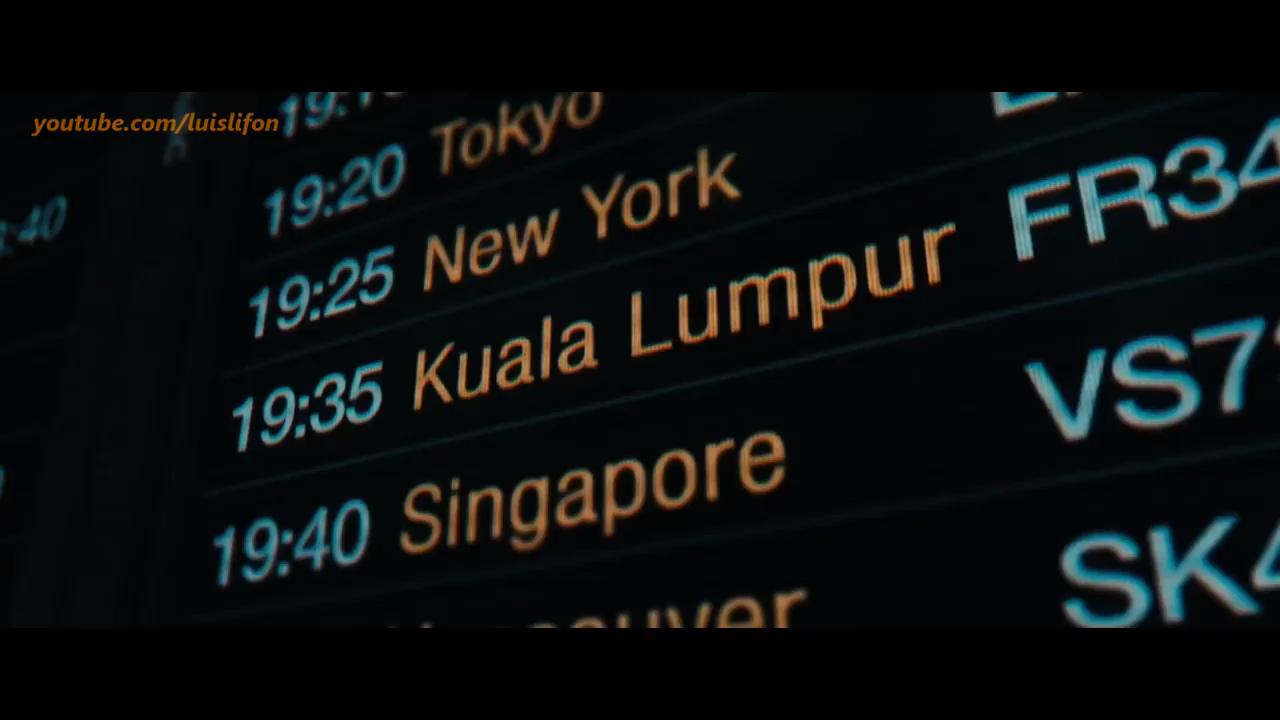 youtube.com/luislifon
19:20 Tokyo
19:25 New York FR34
:40
19:35 Kuala Lumpur VS7
19:40 Singapore SK4